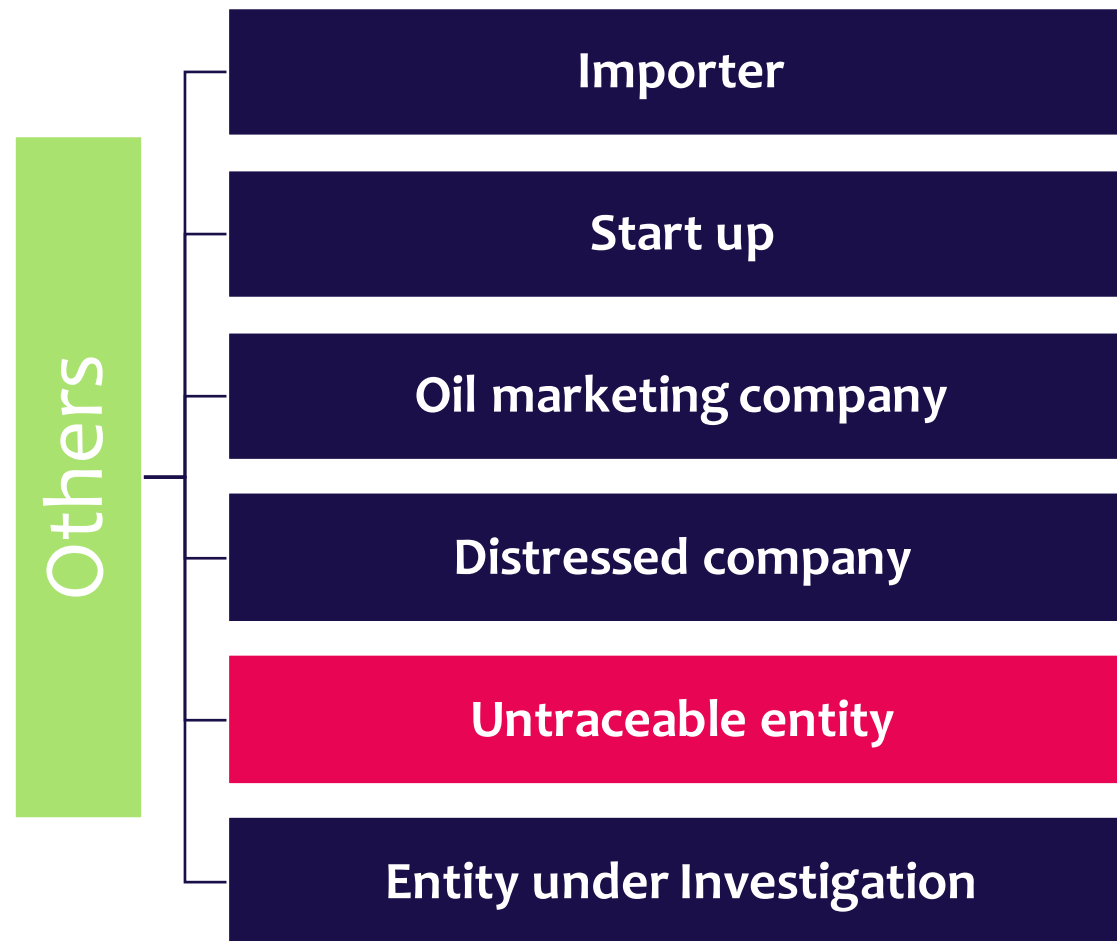 Others
Importer
Start up
Oil marketing company
Distressed company
Untraceable entity
Entity under Investigation